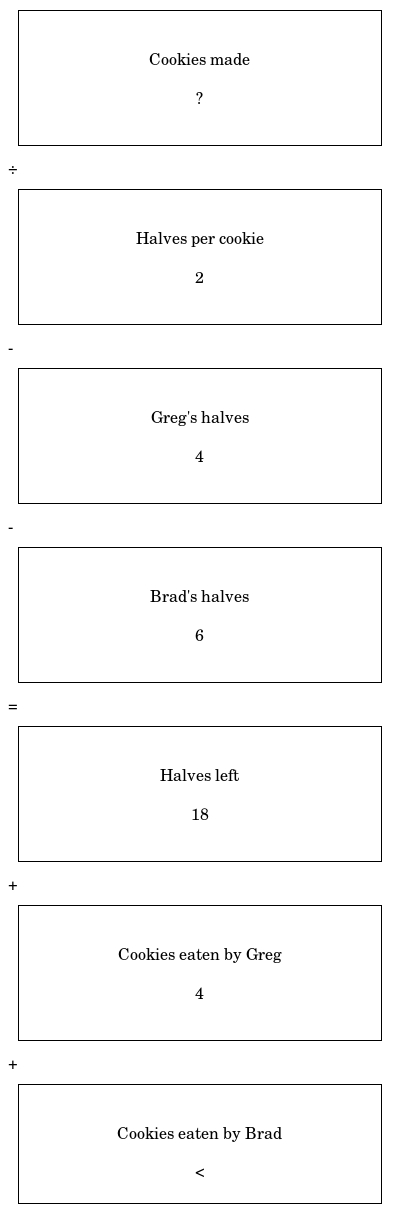 Cookies made
?
÷
Halves per cookie
2
-
Greg's halves
4
-
Brad's halves
6
=
Halves left
18
+
Cookies eaten by Greg
4
+
Cookies eaten by Brad
<